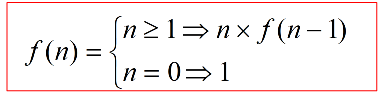 f(n) = { n ≥ 1 ⇒ n × f(n − 1)
n = 0 ⇒ 1